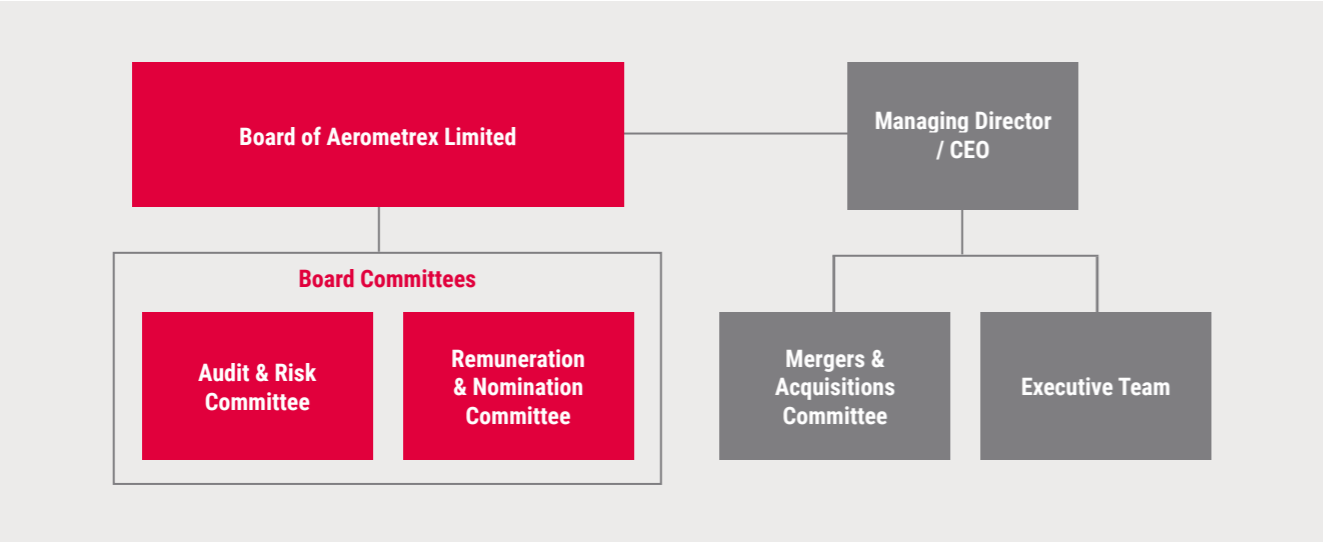 Board of Aerometrex Limited
Managing Director
/ CEO
Board Committees
Audit & Risk
Committee
Remuneration
& Nomination
Committee
Mergers &
Acquisitions
Committee
Executive Team